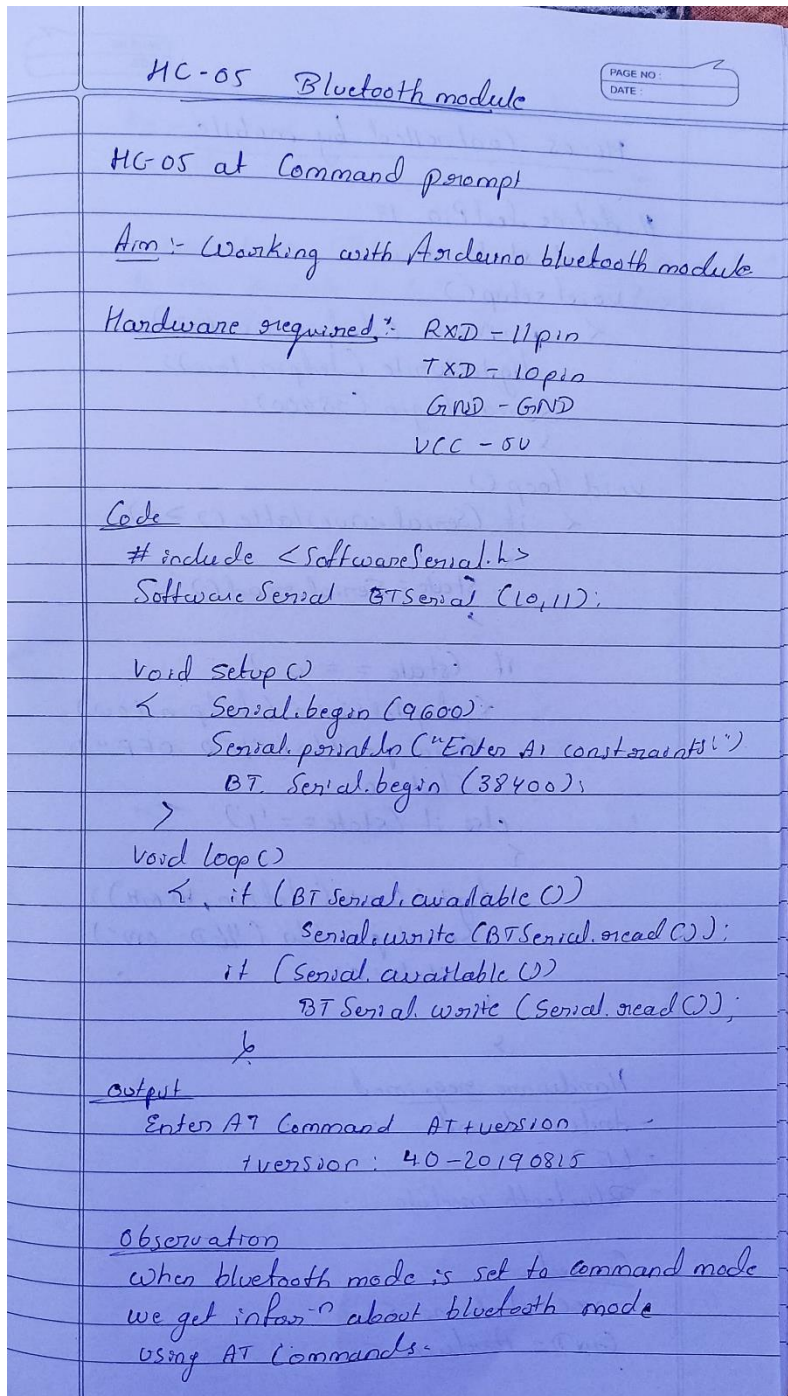 PAGE NO :
DATE :
HC-05 Bluetooth module
HC-05 at Command prompt
Aim :- Working with Arduino bluetooth module
Hardware required :- RXD - 11 pin
TXD - 10 pin
GND - GND
VCC - 5V
Code
# include <SoftwareSerial.h>
Software Serial BTSerial (10,11);
Void setup ()
{ Serial.begin (9600)
Serial.println ("Enter AT constraints:")
BT. Serial.begin (38400);
}
Void loop ()
{ if (BT Serial.available ())
Serial.write (BTSerial.read ());
if (Serial.available ())
BT Serial.write (Serial.read ());
}
output
Enter AT Command AT+version
+version : 40-20190815
Observation
When bluetooth mode is set to command mode
we get infor-n about bluetooth mode
using AT Commands.